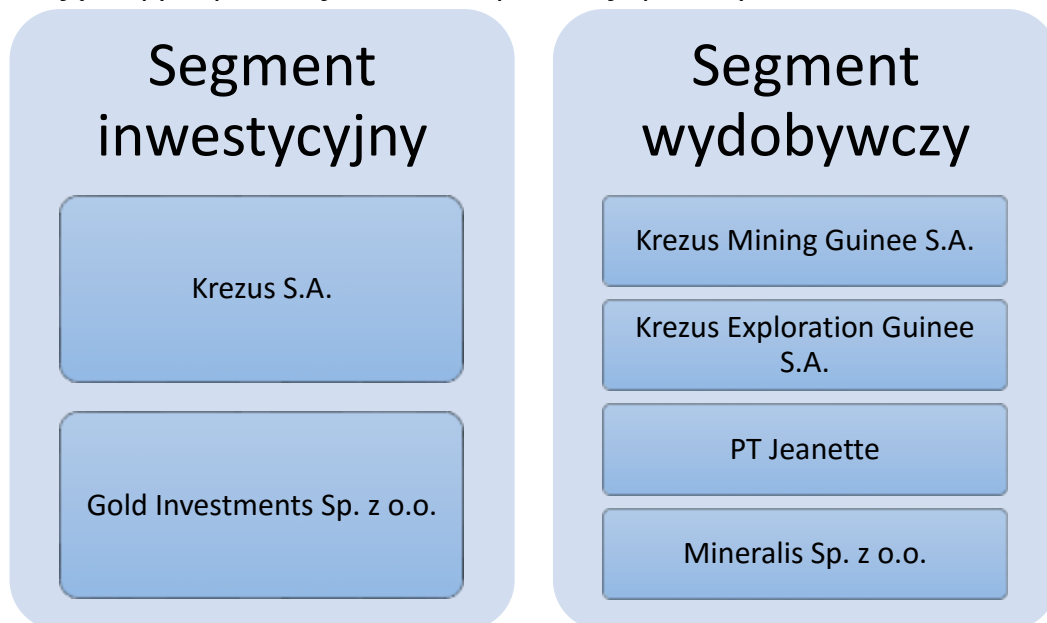 Segment
inwestycyjny
Krezus S.A.
Gold Investments Sp. z o.o.
Segment
wydobywczy
Krezus Mining Guinee S.A.
Krezus Exploration Guinee
S.A.
PT Jeanette
Mineralis Sp. z o.o.